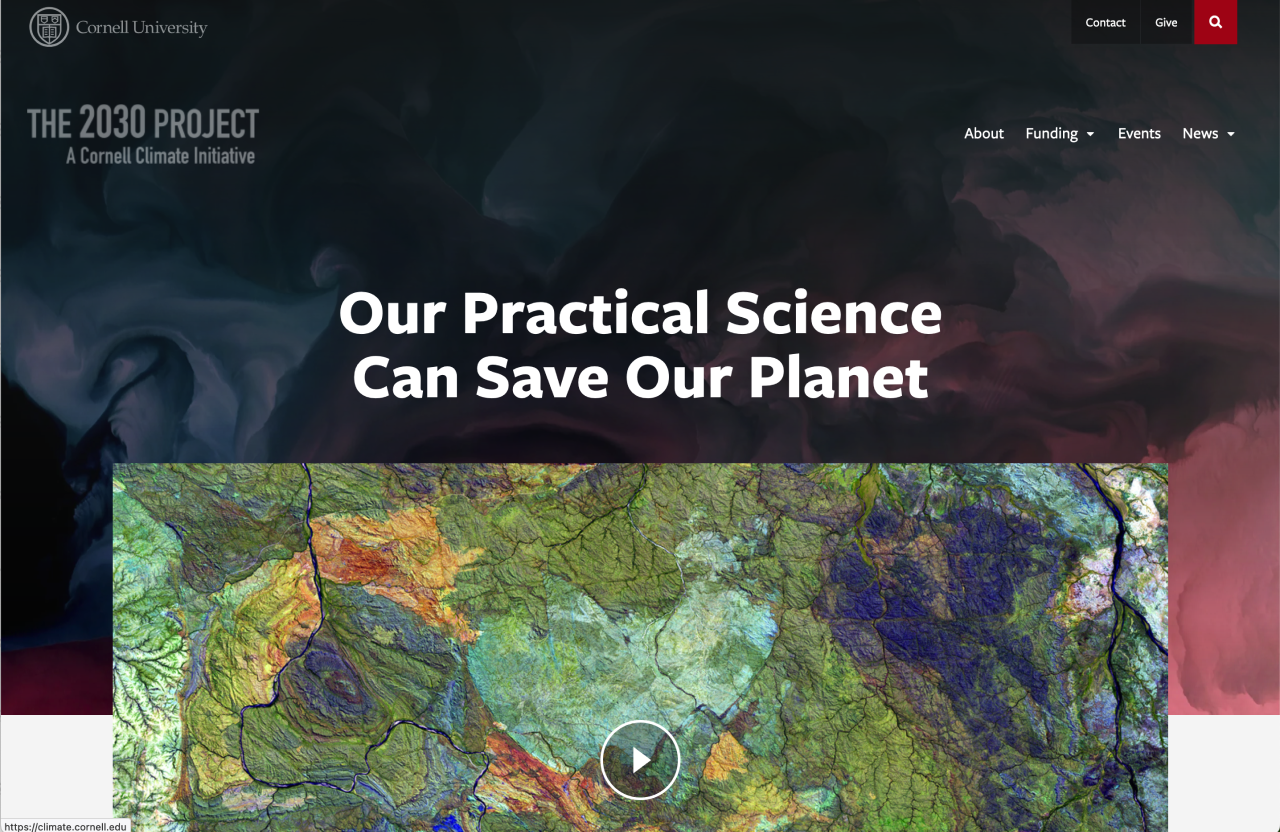 Cornell University
Contact
Give
THE 2030 PROJECT
A Cornell Climate Initiative
About
Funding
Events
News
Our Practical Science
Can Save Our Planet
https://climate.cornell.edu